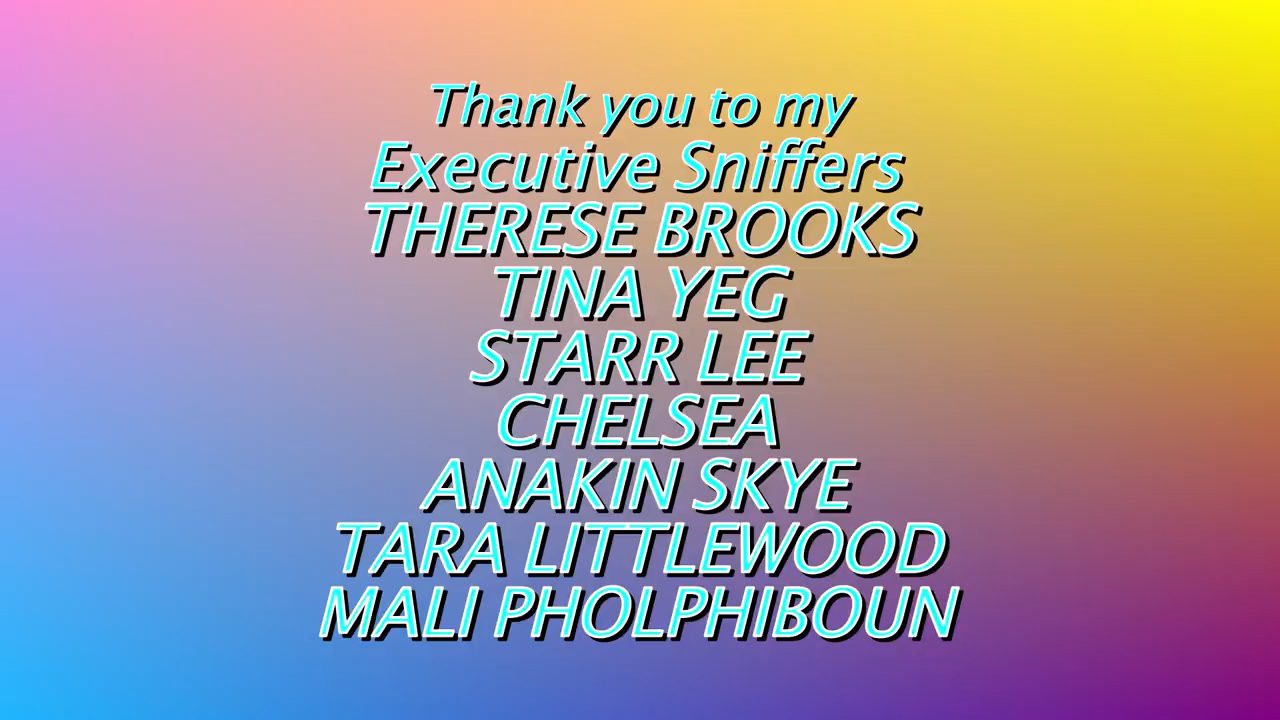 Thank you to my
Executive Sniffers
THERESE BROOKS
TINA YEG
STARR LEE
CHELSEA
ANAKIN SKYE
TARA LITTLEWOOD
MALI PHOLPHIBOUN